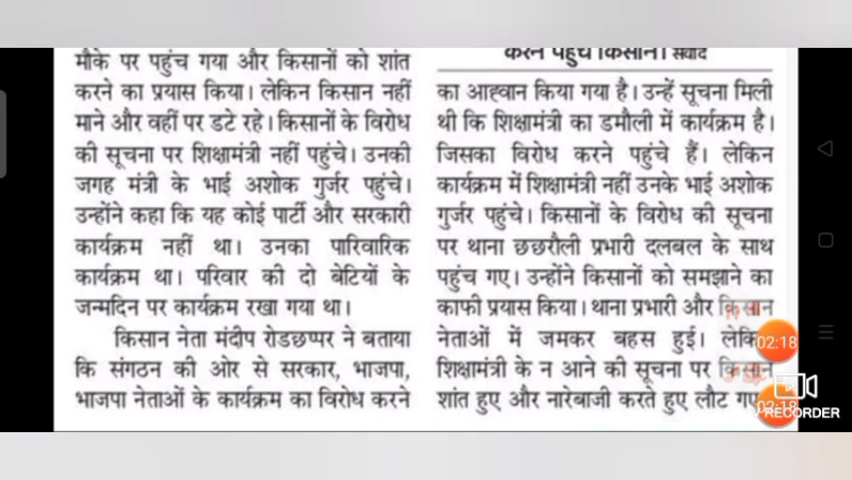 मौके पर पहुंच गया और किसानों को शांत
करने का प्रयास किया। लेकिन किसान नहीं
माने और वहीं पर डटे रहे। किसानों के विरोध
की सूचना पर शिक्षामंत्री नहीं पहुंचे। उनकी
जगह मंत्री के भाई अशोक गुर्जर पहुंचे।
उन्होंने कहा कि यह कोई पार्टी और सरकारी
कार्यक्रम नहीं था। उनका पारिवारिक
कार्यक्रम था। परिवार की दो बेटियों के
जन्मदिन पर कार्यक्रम रखा गया था।
किसान नेता मंदीप रोडछप्पर ने बताया
कि संगठन की ओर से सरकार, भाजपा,
भाजपा नेताओं के कार्यक्रम का विरोध करने
करने पहुंचे किसान। संवाद
का आह्वान किया गया है। उन्हें सूचना मिली
थी कि शिक्षामंत्री का डमौली में कार्यक्रम है।
जिसका विरोध करने पहुंचे हैं। लेकिन
कार्यक्रम में शिक्षामंत्री नहीं उनके भाई अशोक
गुर्जर पहुंचे। किसानों के विरोध की सूचना
पर थाना छछरौली प्रभारी दलबल के साथ
पहुंच गए। उन्होंने किसानों को समझाने का
काफी प्रयास किया। थाना प्रभारी और किसान
नेताओं में जमकर बहस हुई। लेकिन
शिक्षामंत्री के न आने की सूचना पर किसान
शांत हुए और नारेबाजी करते हुए लौट गए
02:18
RECORDER
02:18